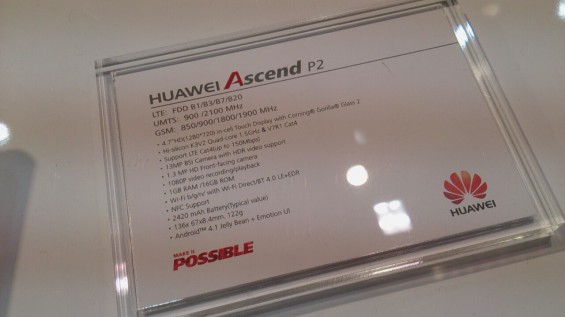 HUAWEI Ascend P2
LTE: FDD B1/B3/B7/B20
UMTS: 900 /2100 MHz
GSM: 850/900/1800/1900 MHz
• 4.7"HD(1280*720) in-cell Touch Display with Corning® Gorilla® Glass 2
• Hi-silicon K3V2 Quad-core 1.5GHz & V7R1 Cat4
• Support LTE Cat4(up to 150Mbps)
• 13MP BSI Camera with HDR video support
• 1.3 MP HD Front-facing camera
• 1080P video recording/playback
• 1GB RAM /16GB ROM
• Wi-Fi b/g/n/ with Wi-Fi Direct/BT 4.0 LE+EDR
• NFC Support
• 2420 mAh Battery(Typical value)
• 136x 67x8.4mm, 122g
• Android™ 4.1 Jelly Bean + Emotion UI
MAKE IT
POSSIBLE
HUAWEI